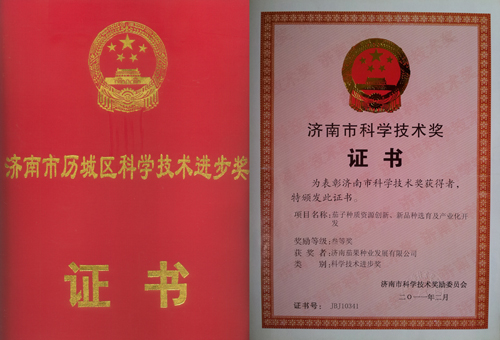 济南市历城区科学技术进步奖
证书
济南市科学技术奖
证书
为表彰济南市科学技术奖获得者,
特颁发此证书。
项目名称:茄子种质资源创新、新品种选育及产业化开
发
奖励等级:叁等奖
获奖者:济南茄果种业发展有限公司
类别:科学技术进步奖
济南市科学技术奖励委员会
二〇一一年二月
证书号: JBJ10341